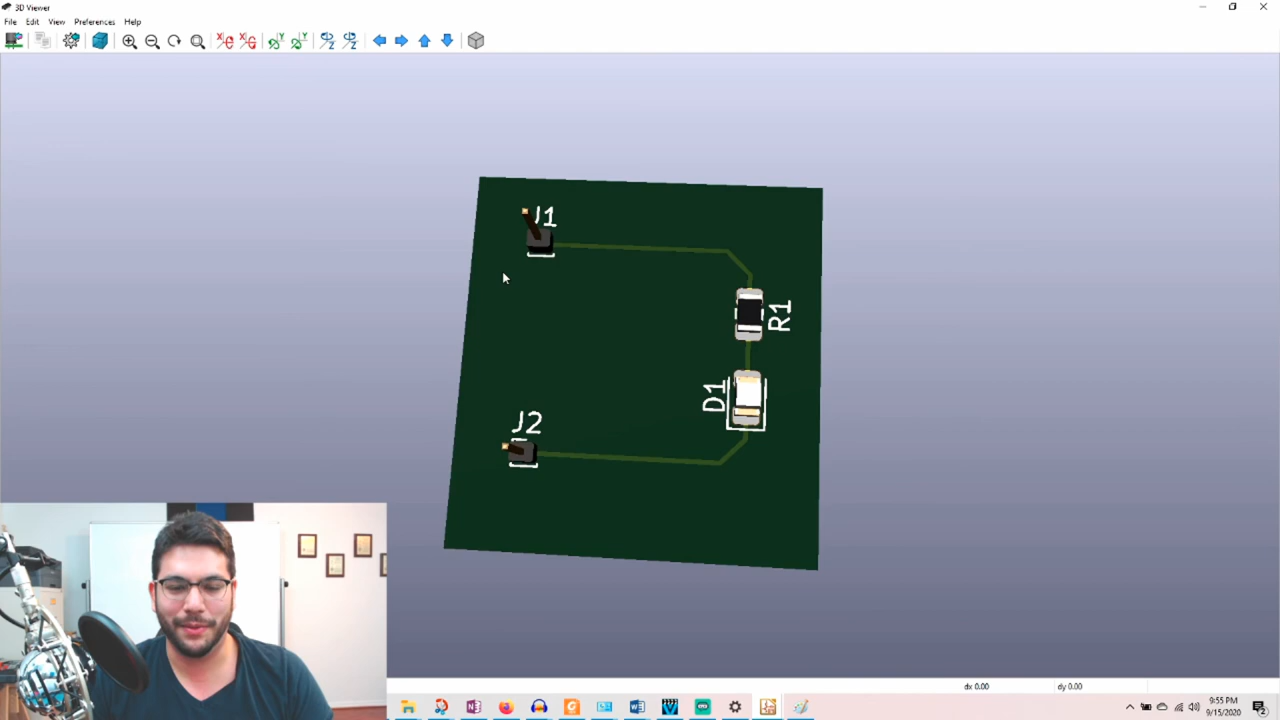 3D Viewer
File Edit View Preferences Help
J1
R1
D1
J2
dx 0.00 dy 0.00
9:55 PM
9/15/2020